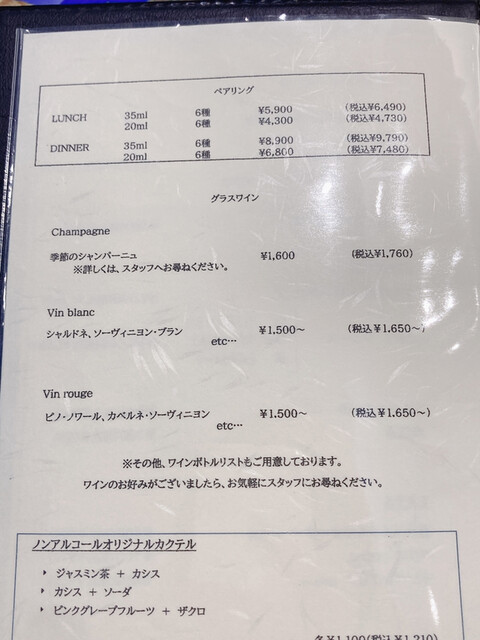 ペアリング
LUNCH 35ml 6種 ¥5,900 (税込¥6,490)
20ml 6種 ¥4,300 (税込¥4,730)
DINNER 35ml 6種 ¥8,900 (税込¥9,790)
20ml 6種 ¥6,800 (税込¥7,480)
グラスワイン
Champagne
季節のシャンパーニュ ¥1,600 (税込¥1,760)
※詳しくは、スタッフへお尋ねください。
Vin blanc
シャルドネ、ソーヴィニヨン・ブラン ¥1,500～ (税込¥1,650～)
etc…
Vin rouge
ピノ・ノワール、カベルネ・ソーヴィニヨン ¥1,500～ (税込¥1,650～)
etc…
※その他、ワインボトルリストもご用意しております。
ワインのお好みがございましたら、お気軽にスタッフにお尋ねください。
ノンアルコールオリジナルカクテル
ジャスミン茶 + カシス
カシス + ソーダ
ピンクグレープフルーツ + ザクロ
各¥1,100(税込¥1,210)